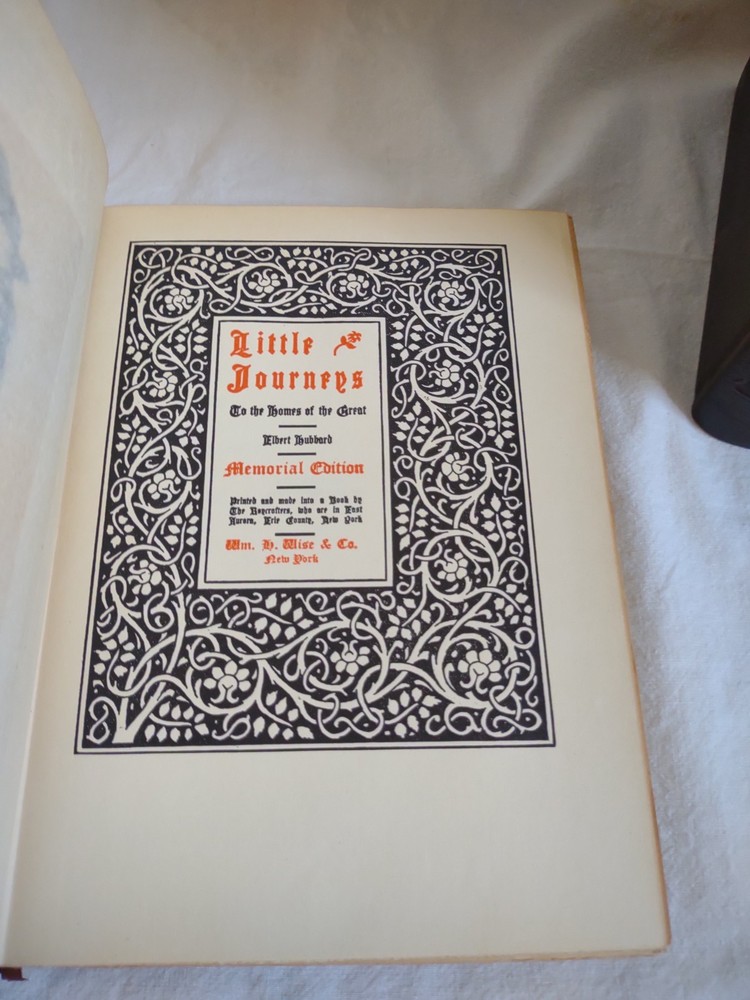 Little
Journeys
To the Homes of the Great
Elbert Hubbard
Memorial Edition
Printed and made into a Book by
The Roycrofters, who are in East
Aurora, Erie County, New York
Wm. H. Wise & Co.
New York